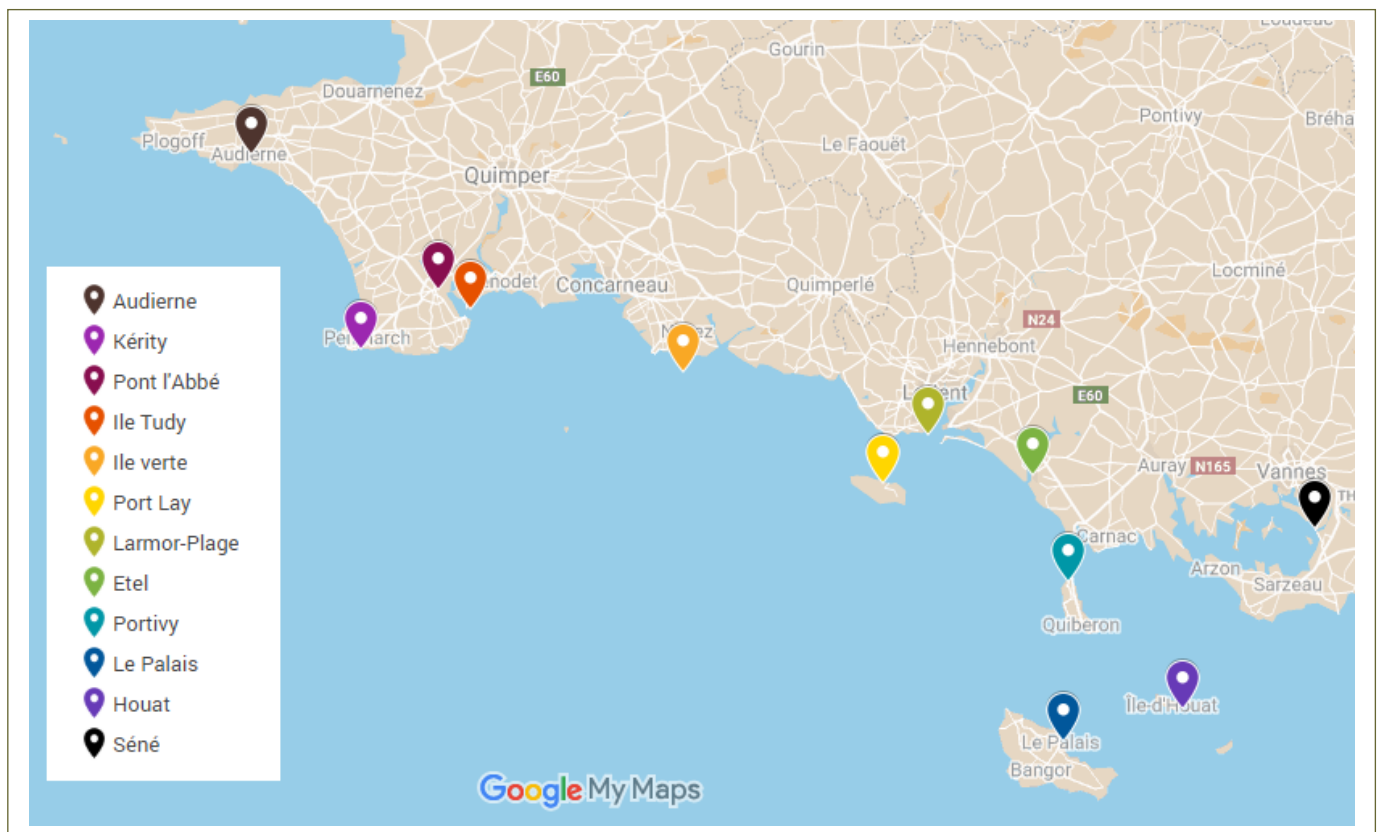 Loudéac
Gourin
E60
Douarnenez
Pontivy
Bréha
Plogoff
Le Faouët
Audierne
Quimper
Locminé
enodet
Concarneau
Quimperlé
N24
Hennebont
E60
Auray
N165
Vannes
TH
Carnac
Arzon
Sarzeau
Quiberon
Île-d'Houat
Le Palais
Bangor
Audierne
Kérity
Pont l'Abbé
Ile Tudy
Ile verte
Port Lay
Larmor-Plage
Etel
Portivy
Le Palais
Houat
Séné
Google My Maps